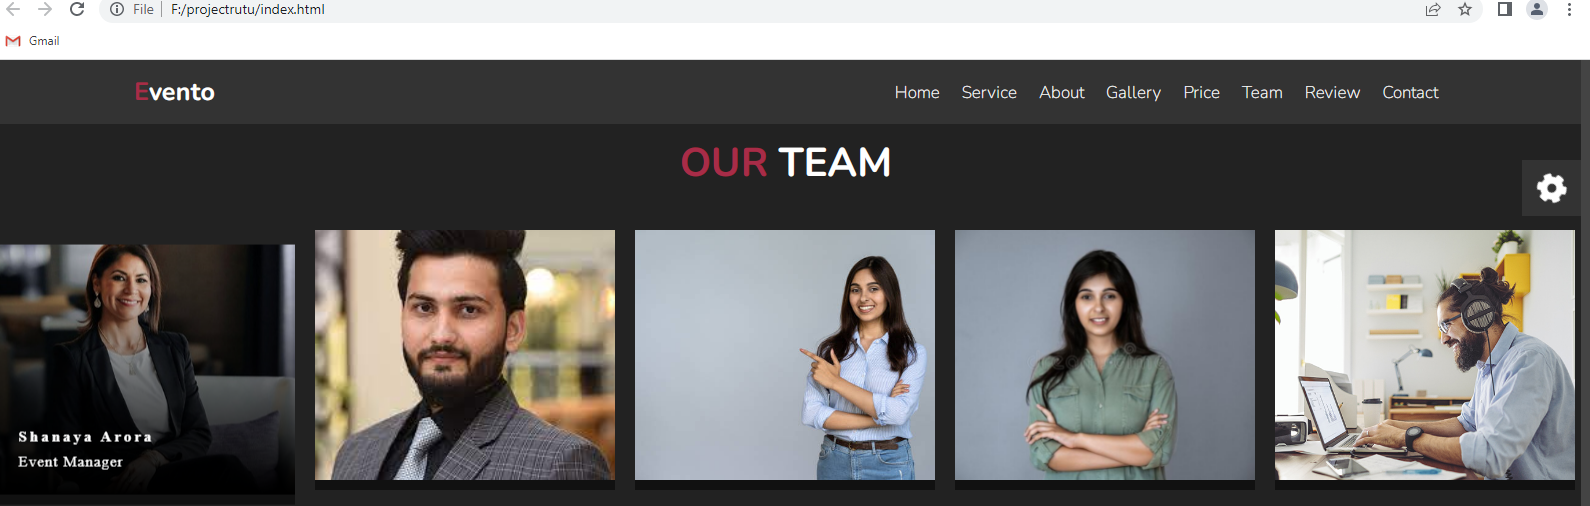 File F:/projectrutu/index.html
Gmail
Evento Home Service About Gallery Price Team Review Contact
OUR TEAM
Shanaya Arora
Event Manager